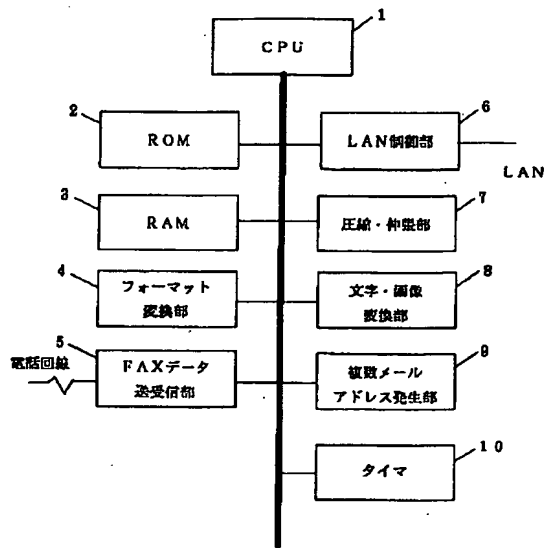 1
CPU
2
ROM
6
LAN制御部
LAN
3
RAM
7
圧縮・伸張部
4
フォーマット
変換部
8
文字・画像
変換部
電話回線
5
FAXデータ
送受信部
9
複数メール
アドレス発生部
10
タイマ